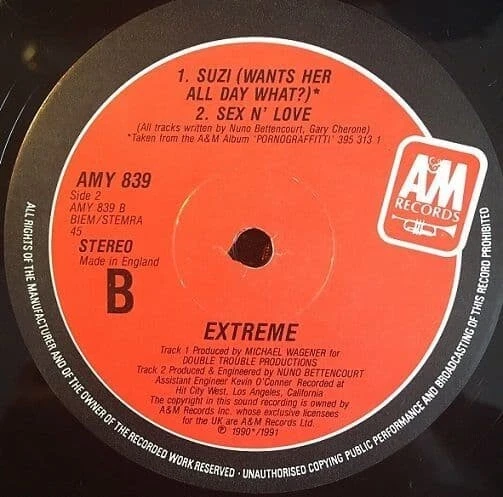 1. SUZI (WANTS HER
ALL DAY WHAT?)*
2. SEX N' LOVE
(All tracks written by Nuno Bettencourt, Gary Cherone)
*Taken from the A&M Album 'PORNOGRAFFITTI' 395 313 1
AMY 839
Side 2
AMY 839 B
BIEM/STEMRA
45
STEREO
Made in England
B
A&M
RECORDS
EXTREME
Track 1 Produced by MICHAEL WAGENER for
DOUBLE TROUBLE PRODUCTIONS
Track 2 Produced & Engineered by NUNO BETTENCOURT
Assistant Engineer Kevin O'Conner Recorded at
Hit City West, Los Angeles, California
The copyright in this sound recording is owned by
A&M Records Inc. whose exclusive licensees
for the UK are A&M Records Ltd.
℗ 1990*/1991
ALL RIGHTS OF THE MANUFACTURER AND OF THE OWNER OF THE RECORDED WORK RESERVED · UNAUTHORISED COPYING PUBLIC PERFORMANCE AND BROADCASTING OF THIS RECORD PROHIBITED